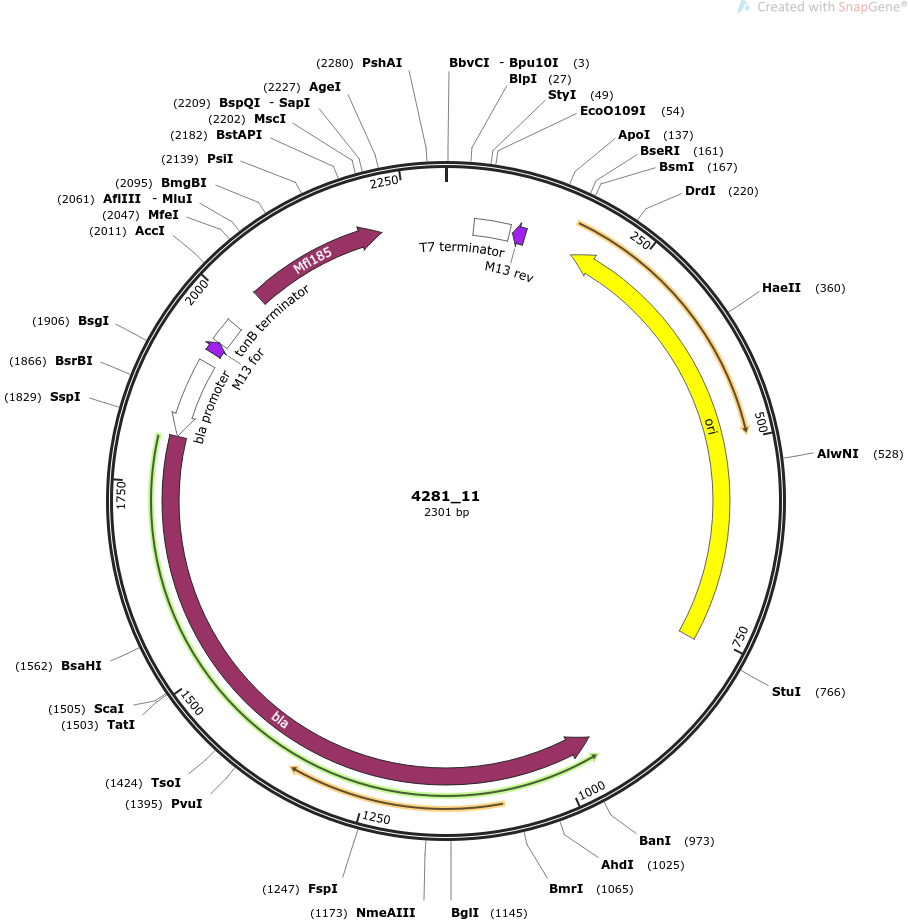 Created with SnapGene®
(2280) PshAI
BbvCI - Bpu10I (3)
(2227) AgeI
BlpI (27)
(2209) BspQI - SapI
StyI (49)
(2202) MscI
EcoO109I (54)
(2182) BstAPI
ApoI (137)
(2139) PsiI
BseRI (161)
BsmI (167)
(2095) BmgBI
DrdI (220)
(2061) AflIII - MluI
(2047) MfeI
(2011) AccI
2250
250
T7 terminator
M13 rev
Mfl185
HaeII (360)
2000
tonB terminator
(1906) BsgI
M13 for
(1866) BsrBI
(1829) SspI
bla promoter
500
ori
AlwNI (528)
1750
4281_11
2301 bp
750
(1562) BsaHI
StuI (766)
1500
(1505) ScaI
(1503) TatI
bla
(1424) TsoI
(1395) PvuI
1000
1250
BanI (973)
AhdI (1025)
(1247) FspI
BmrI (1065)
(1173) NmeAIII
BglI (1145)